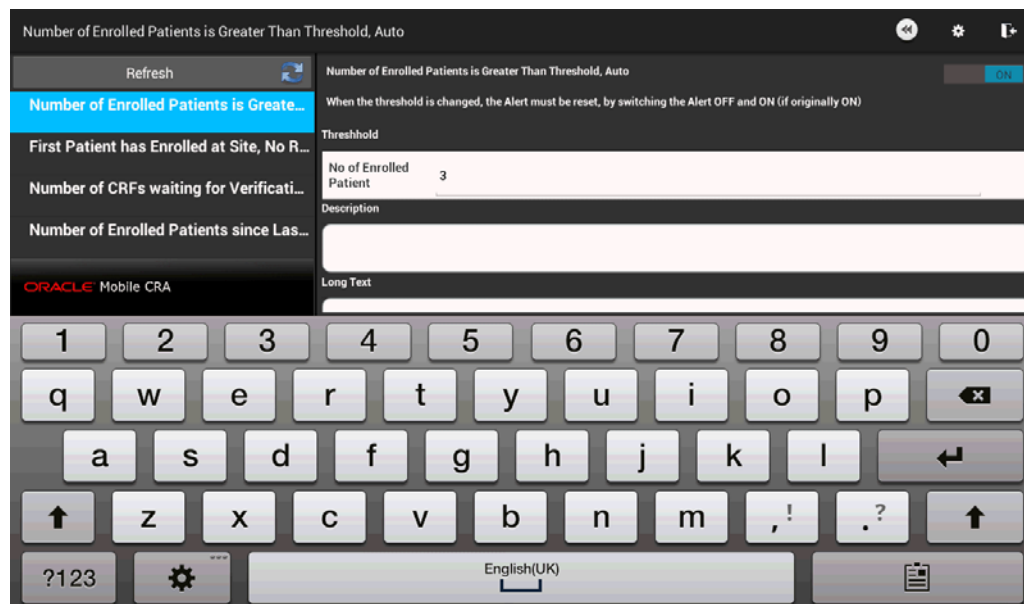 Number of Enrolled Patients is Greater Than Threshold, Auto
Refresh
Number of Enrolled Patients is Greate...
First Patient has Enrolled at Site, No R...
Number of CRFs waiting for Verificati...
Number of Enrolled Patients since Las...
ORACLE Mobile CRA
Number of Enrolled Patients is Greater Than Threshold, Auto
ON
When the threshold is changed, the Alert must be reset, by switching the Alert OFF and ON (if originally ON)
Threshhold
No of Enrolled
Patient
3
Description
Long Text
1 2 3 4 5 6 7 8 9 0
q w e r t y u i o p
a s d f g h j k l
z x c v b n m ,! .?
?123 English(UK)